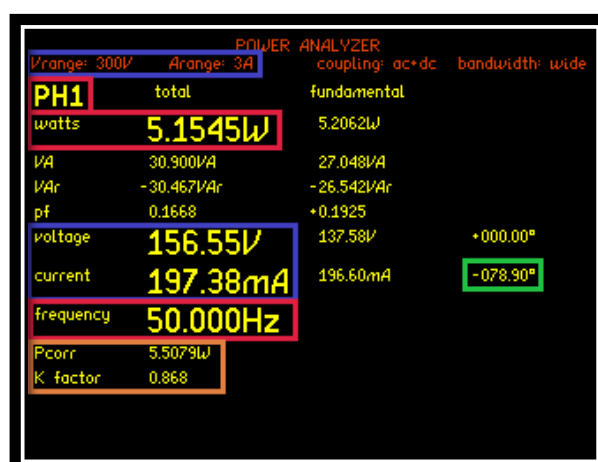 POWER ANALYZER
Vrange: 300V Arange: 3A coupling: ac+dc bandwidth: wide
PH1 total fundamental
watts 5.1545W 5.2062W
VA 30.900VA 27.048VA
VAr -30.467VAr -26.542VAr
pf 0.1668 +0.1925
voltage 156.55V 137.58V +000.00°
current 197.38mA 196.60mA -078.90°
frequency 50.000Hz
Pcorr 5.5079W
K factor 0.868